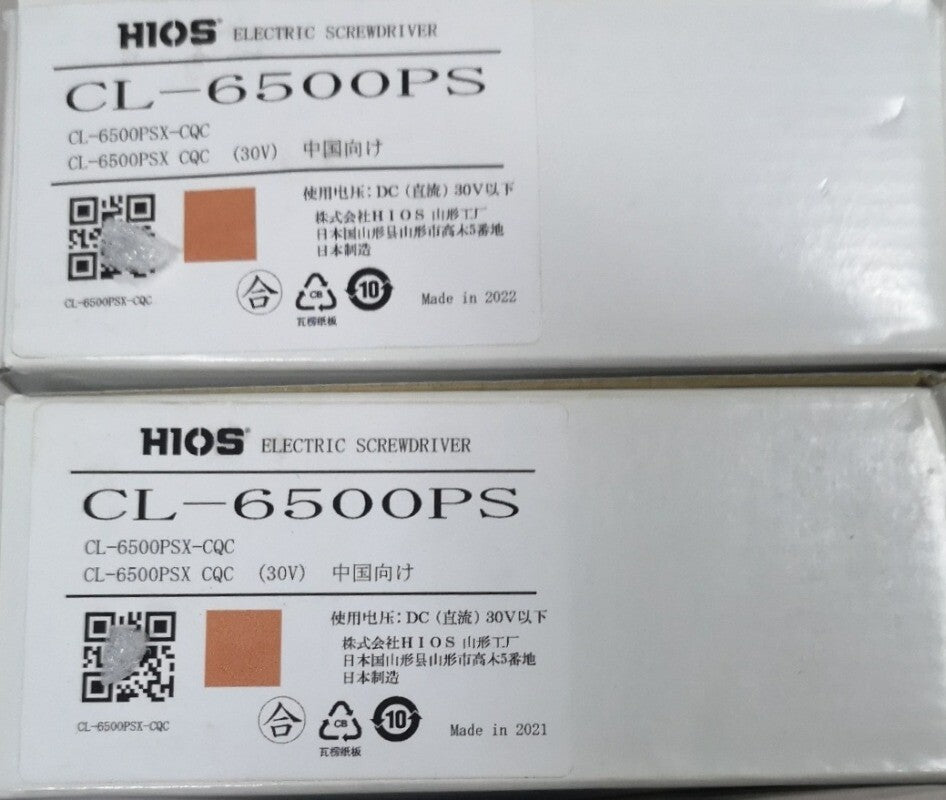 HIOS ELECTRIC SCREWDRIVER
CL-6500PS
CL-6500PSX-CQC
CL-6500PSX CQC (30V) 中国向け
使用电压:DC (直流) 30V以下
株式会社HIOS 山形工厂
日本国山形县山形市高木5番地
日本制造
CL-6500PSX-CQC
合
CB
瓦楞纸板
10
Made in 2022
HIOS ELECTRIC SCREWDRIVER
CL-6500PS
CL-6500PSX-CQC
CL-6500PSX CQC (30V) 中国向け
使用电压:DC (直流) 30V以下
株式会社HIOS 山形工厂
日本国山形县山形市高木5番地
日本制造
CL-6500PSX-CQC
合
CB
瓦楞纸板
10
Made in 2021